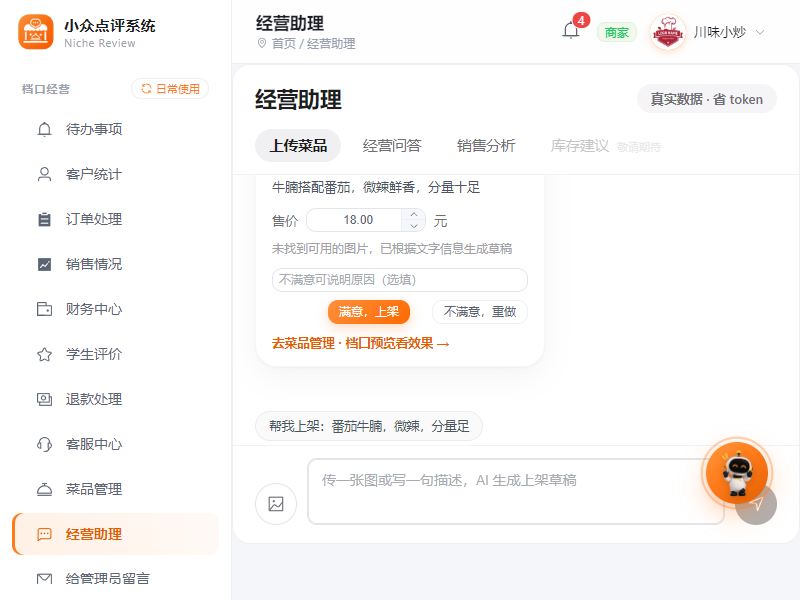 小众点评系统
Niche Review
档口经营
日常使用
待办事项
客户统计
订单处理
销售情况
财务中心
学生评价
退款处理
客服中心
菜品管理
经营助理
给管理员留言
经营助理
首页 / 经营助理
4
商家
川味小炒
经营助理
真实数据 · 省 token
上传菜品
经营问答
销售分析
库存建议 敬请期待
牛腩搭配番茄，微辣鲜香，分量十足
售价 18.00 元
未找到可用的图片，已根据文字信息生成草稿
不满意可说明原因（选填）
满意，上架
不满意，重做
去菜品管理 · 档口预览看效果 →
帮我上架：番茄牛腩，微辣，分量足
传一张图或写一句描述，AI 生成上架草稿